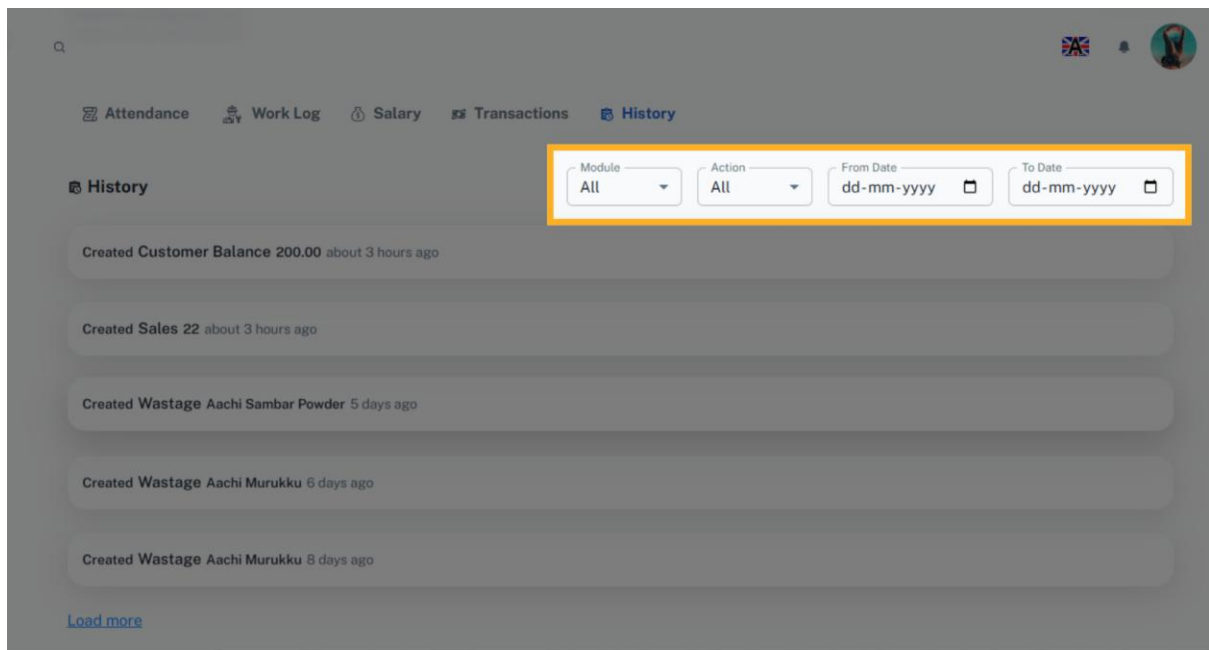 A
Attendance Work Log Salary Transactions History
History
Module Action From Date To Date
All All dd-mm-yyyy dd-mm-yyyy
Created Customer Balance 200.00 about 3 hours ago
Created Sales 22 about 3 hours ago
Created Wastage Aachi Sambar Powder 5 days ago
Created Wastage Aachi Murukku 6 days ago
Created Wastage Aachi Murukku 8 days ago
Load more